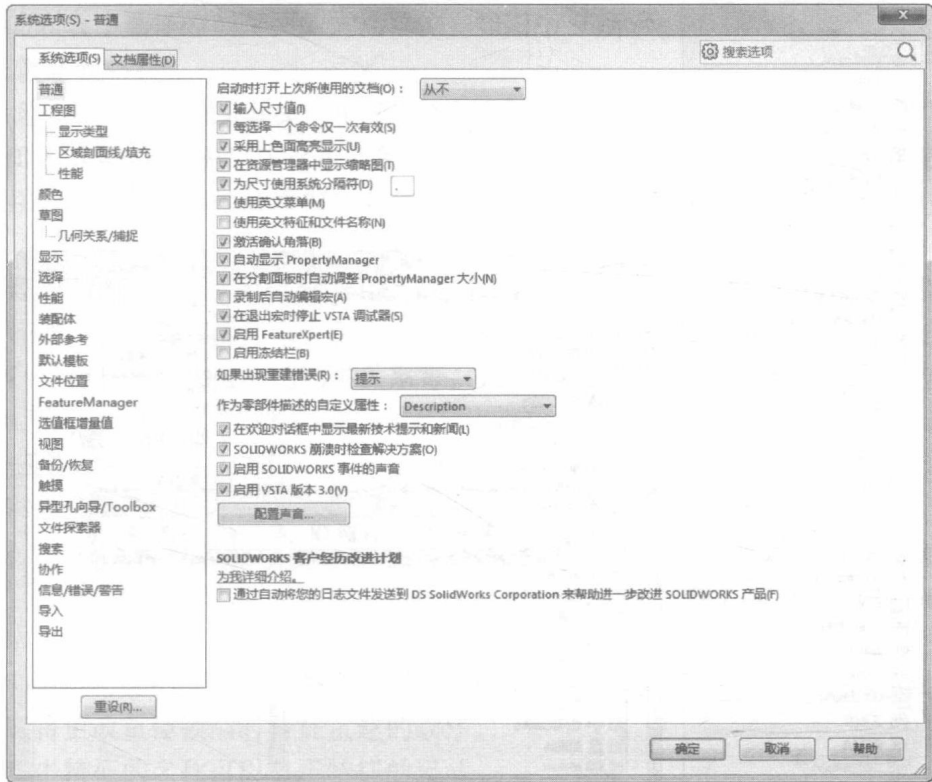 系统选项(S) - 普通
系统选项(S) 文档属性(D)
搜索选项
普通
工程图
显示类型
区域剖面线/填充
性能
颜色
草图
几何关系/捕捉
显示
选择
性能
装配体
外部参考
默认模板
文件位置
FeatureManager
选值框增量值
视图
备份/恢复
触摸
异型孔向导/Toolbox
文件探索器
搜索
协作
信息/错误/警告
导入
导出
重设(R)...
启动时打开上次所使用的文档(O)： 从不
输入尺寸值(I)
每选择一个命令仅一次有效(S)
采用上色面高亮显示(U)
在资源管理器中显示缩略图(T)
为尺寸使用系统分隔符(D) .
使用英文菜单(M)
使用英文特征和文件名称(N)
激活确认角落(B)
自动显示 PropertyManager
在分割面板时自动调整 PropertyManager 大小(N)
录制后自动编辑宏(A)
在退出宏时停止 VSTA 调试器(S)
启用 FeatureXpert(E)
启用冻结栏(B)
如果出现重建错误(R)： 提示
作为零部件描述的自定义属性： Description
在欢迎对话框中显示最新技术提示和新闻(L)
SOLIDWORKS 崩溃时检查解决方案(O)
启用 SOLIDWORKS 事件的声音
启用 VSTA 版本 3.0(V)
配置声音...
SOLIDWORKS 客户经历改进计划
为我详细介绍。
通过自动将您的日志文件发送到 DS SolidWorks Corporation 来帮助进一步改进 SOLIDWORKS 产品(F)
确定 取消 帮助